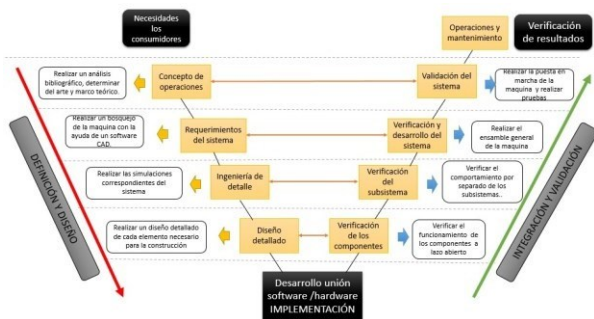 Necesidades
los
consumidores
Operaciones y
mantenimiento
Verificación
de resultados
Realizar un análisis
bibliográfico, determinar
del arte y marco teórico.
Concepto de
operaciones
Validación del
sistema
Realizar la puesta en
marcha de la
maquina y realizar
pruebas
Realizar un bosquejo
de la maquina con la
ayuda de un software
CAD.
Requerimientos
del sistema
Verificación y
desarrollo del
sistema
Realizar el
ensamble general
de la maquina
Realizar las simulaciones
correspondientes del
sistema
Ingeniería de
detalle
Verificación
del
subsistema
Verificar el
comportamiento por
separado de los
subsistemas..
Realizar un diseño detallado
de cada elemento necesario
para la construcción
Diseño
detallado
Verificación
de los
componentes
Verificar el
funcionamiento de
los componentes a
lazo abierto
DEFINICIÓN Y DISEÑO
INTEGRACIÓN Y VALIDACIÓN
Desarrollo unión
software /hardware
IMPLEMENTACIÓN